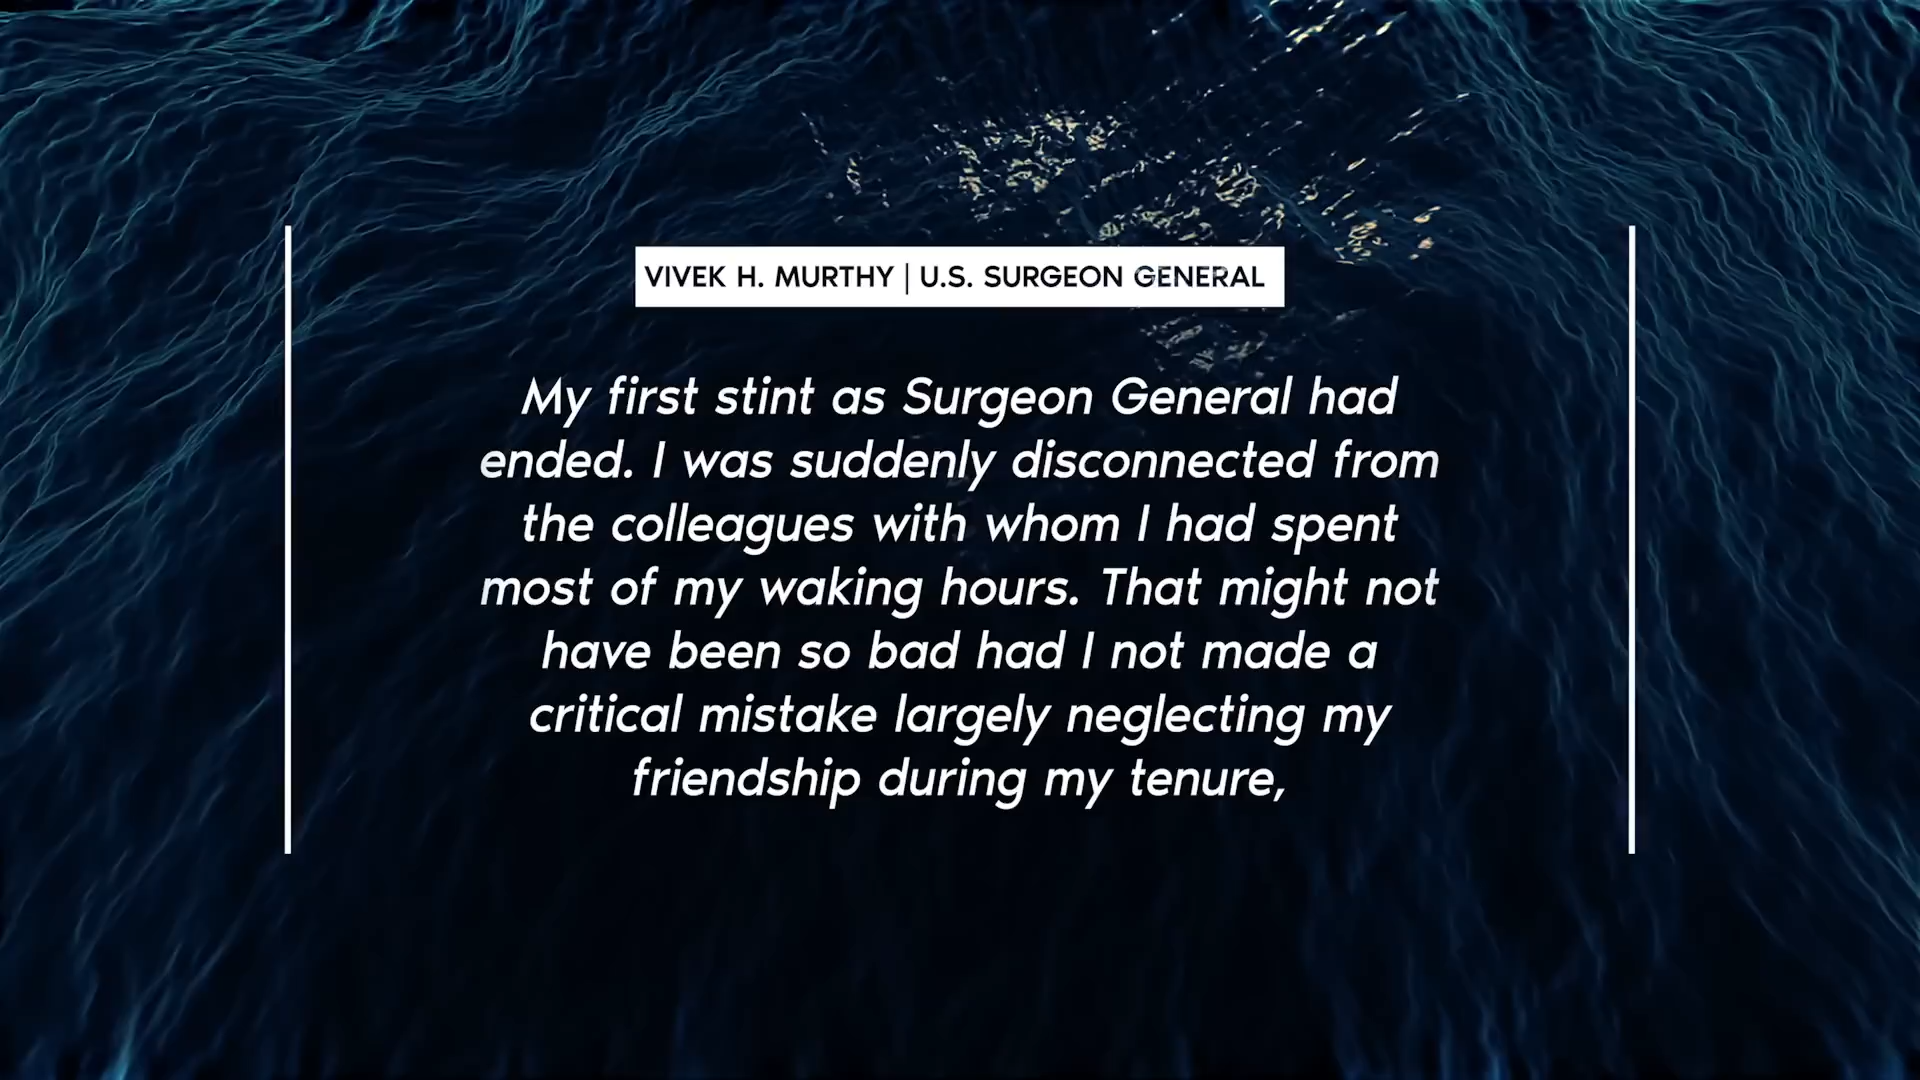 VIVEK H. MURTHY | U.S. SURGEON GENERAL
My first stint as Surgeon General had
ended. I was suddenly disconnected from
the colleagues with whom I had spent
most of my waking hours. That might not
have been so bad had I not made a
critical mistake largely neglecting my
friendship during my tenure,